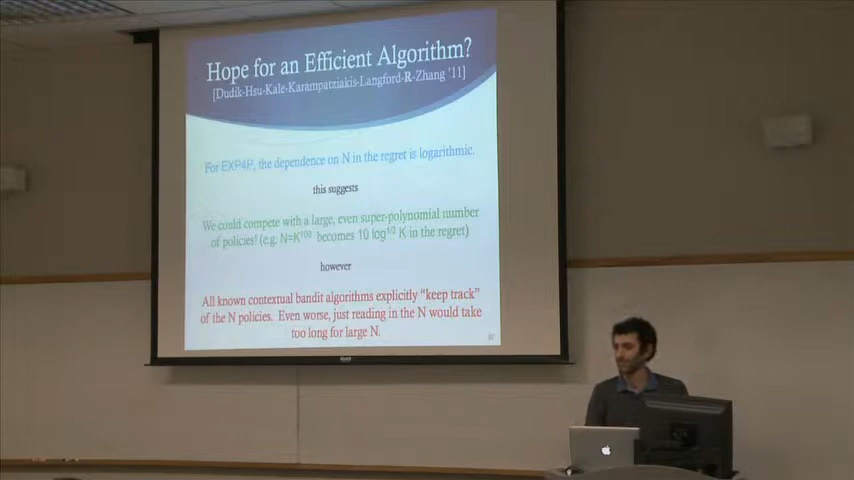 Hope for an Efficient Algorithm?
[Dudik-Hsu-Kale-Karampatziakis-Langford-R-Zhang '11]
For EXP4P, the dependence on N in the regret is logarithmic.
this suggests
We could compete with a large, even super-polynomial number
of policies! (e.g. N=K¹⁰⁰ becomes 10 log¹/² K in the regret)
however
All known contextual bandit algorithms explicitly “keep track”
of the N policies. Even worse, just reading in the N would take
too long for large N.